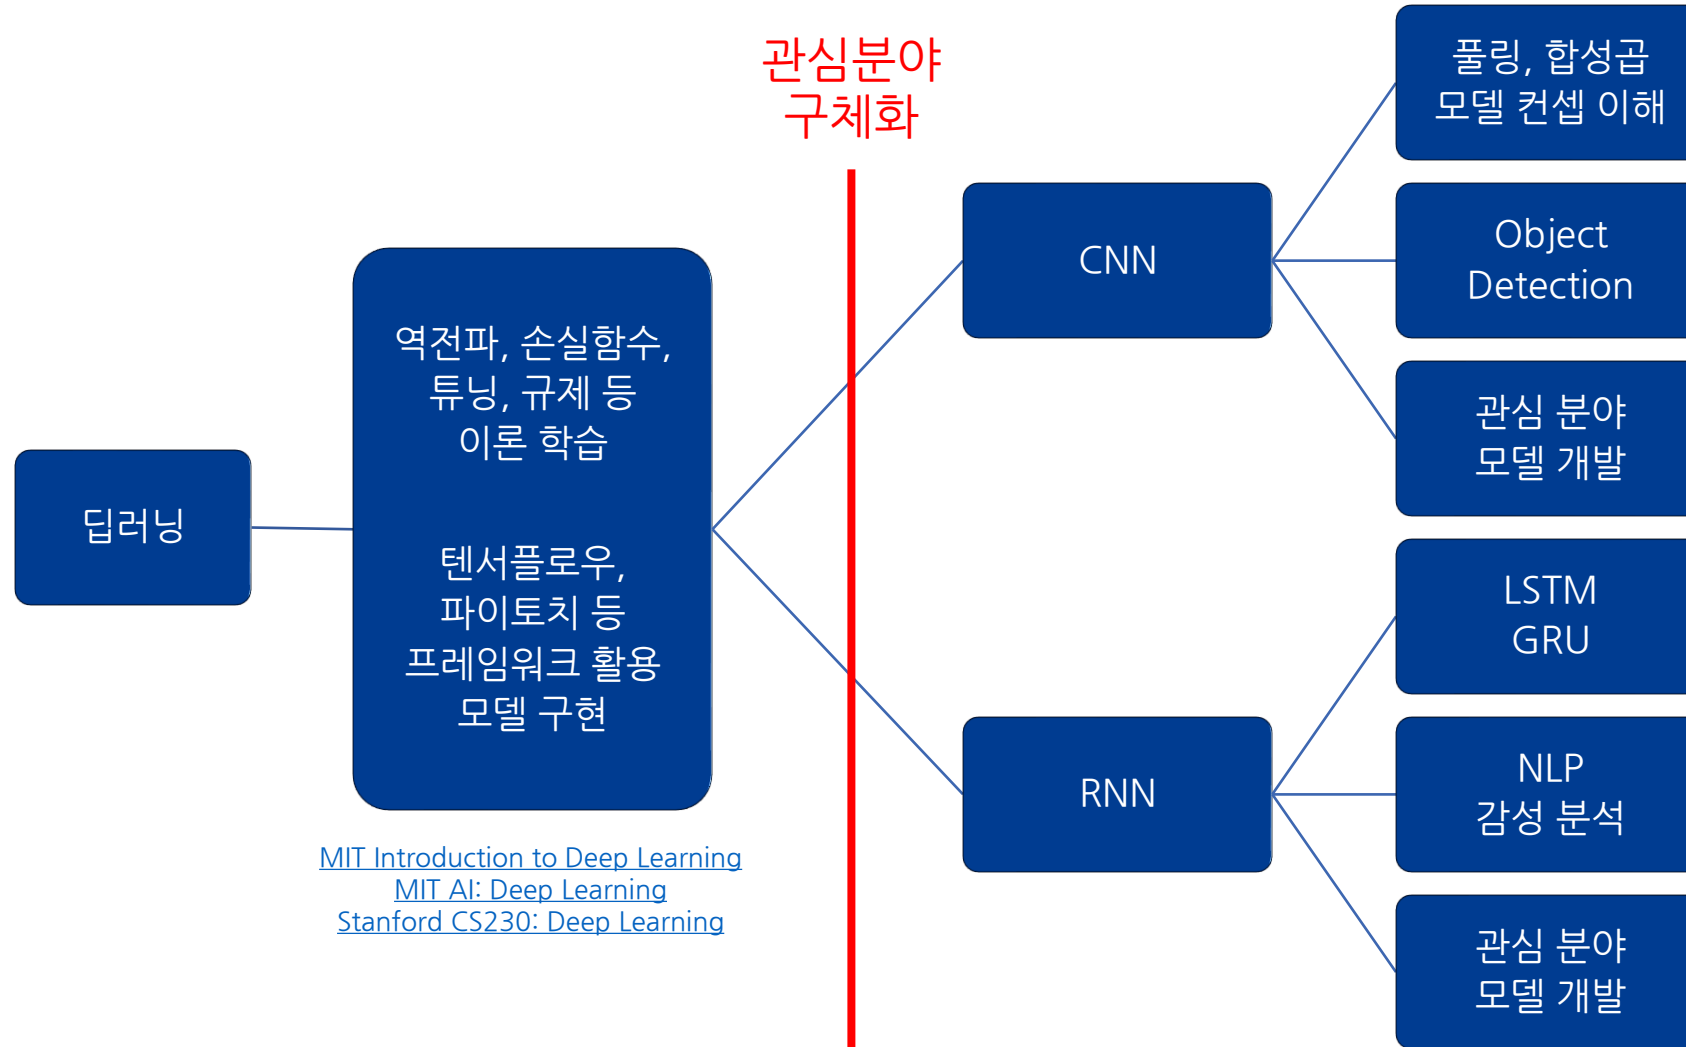 관심분야
구체화
딥러닝
역전파, 손실함수,
튜닝, 규제 등
이론 학습
텐서플로우,
파이토치 등
프레임워크 활용
모델 구현
MIT Introduction to Deep Learning
MIT AI: Deep Learning
Stanford CS230: Deep Learning
CNN
풀링, 합성곱
모델 컨셉 이해
Object
Detection
관심 분야
모델 개발
RNN
LSTM
GRU
NLP
감성 분석
관심 분야
모델 개발